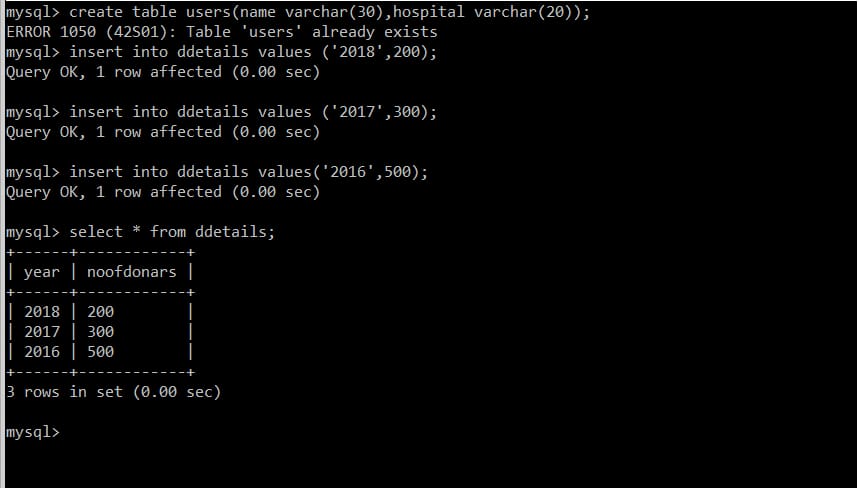 mysql> create table users(name varchar(30),hospital varchar(20));
ERROR 1050 (42S01): Table 'users' already exists
mysql> insert into ddetails values ('2018',200);
Query OK, 1 row affected (0.00 sec)
mysql> insert into ddetails values ('2017',300);
Query OK, 1 row affected (0.00 sec)
mysql> insert into ddetails values('2016',500);
Query OK, 1 row affected (0.00 sec)
mysql> select * from ddetails;
+------+------------+
| year | noofdonars |
+------+------------+
| 2018 | 200        |
| 2017 | 300        |
| 2016 | 500        |
+------+------------+
3 rows in set (0.00 sec)
mysql>